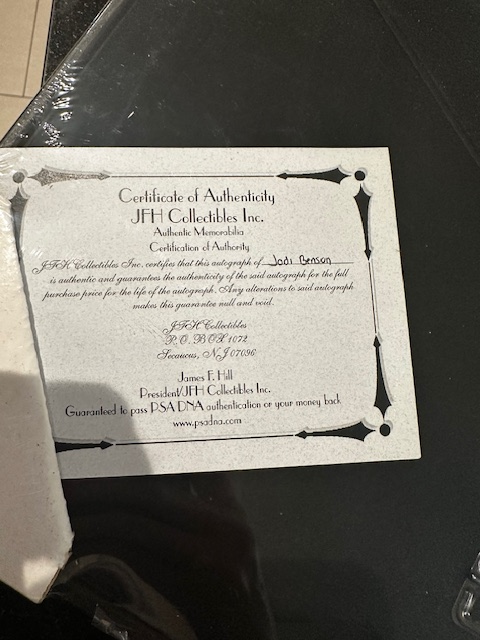 Certificate of Authenticity
JFH Collectibles Inc.
Authentic Memorabilia
Certification of Authority
JFH Collectibles Inc. certifies that this autograph of Jodi Benson
is authentic and guarantees the authenticity of the said autograph for the full
purchase price for the life of the autograph. Any alterations to said autograph
makes this guarantee null and void.
JFH Collectibles
P.O. BOX 1072
Secaucus, NJ 07096
James F. Hill
President/JFH Collectibles Inc.
Guaranteed to pass PSA DNA authentication or your money back
www.psadna.com